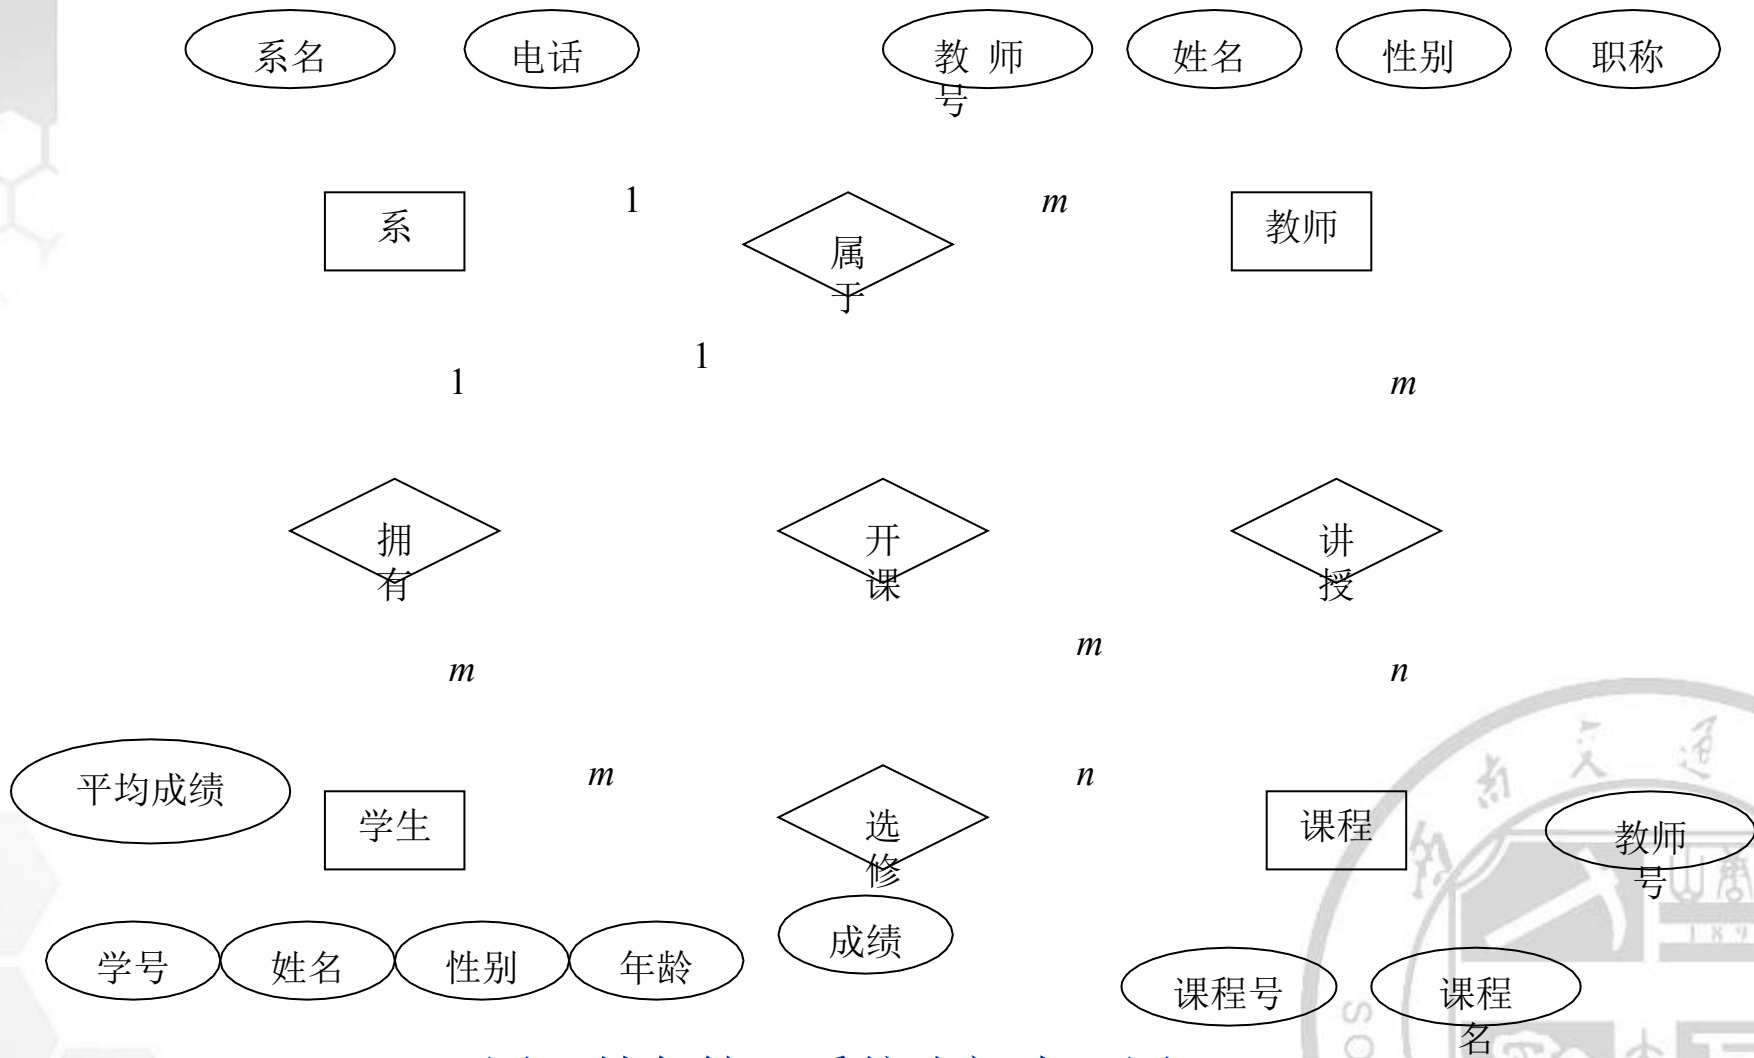 系名 电话 教 师 姓名 性别 职称
号
1 m
系 属 教师
于
1
1 m
拥 开 讲
有 课 授
m
m n
平均成绩 m n
学生 选 课程 教师
修 号
学号 姓名 性别 年龄 成绩
课程号 课程
名